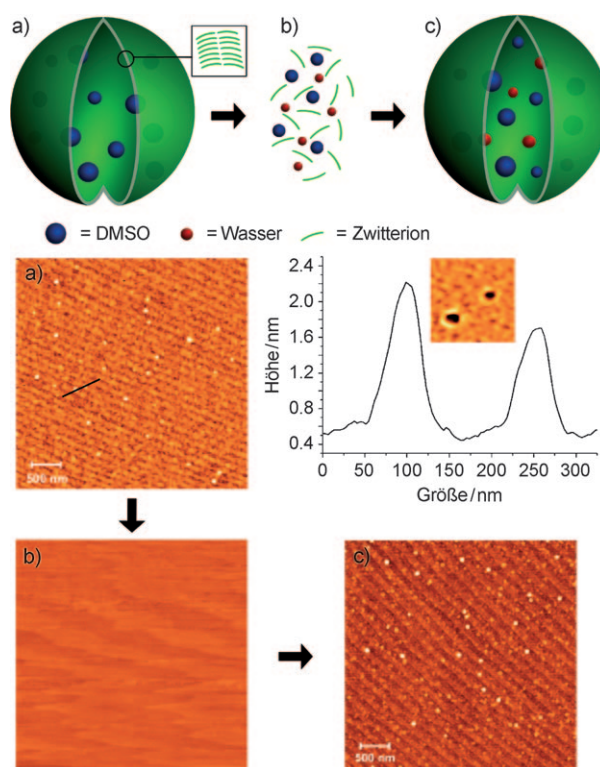 a)
b)
c)
= DMSO
= Wasser
= Zwitterion
a)
500 nm
Höhe/nm
2.4
2.0
1.6
1.2
0.8
0.4
0
50
100
150
200
250
300
Größe/nm
b)
c)
500 nm